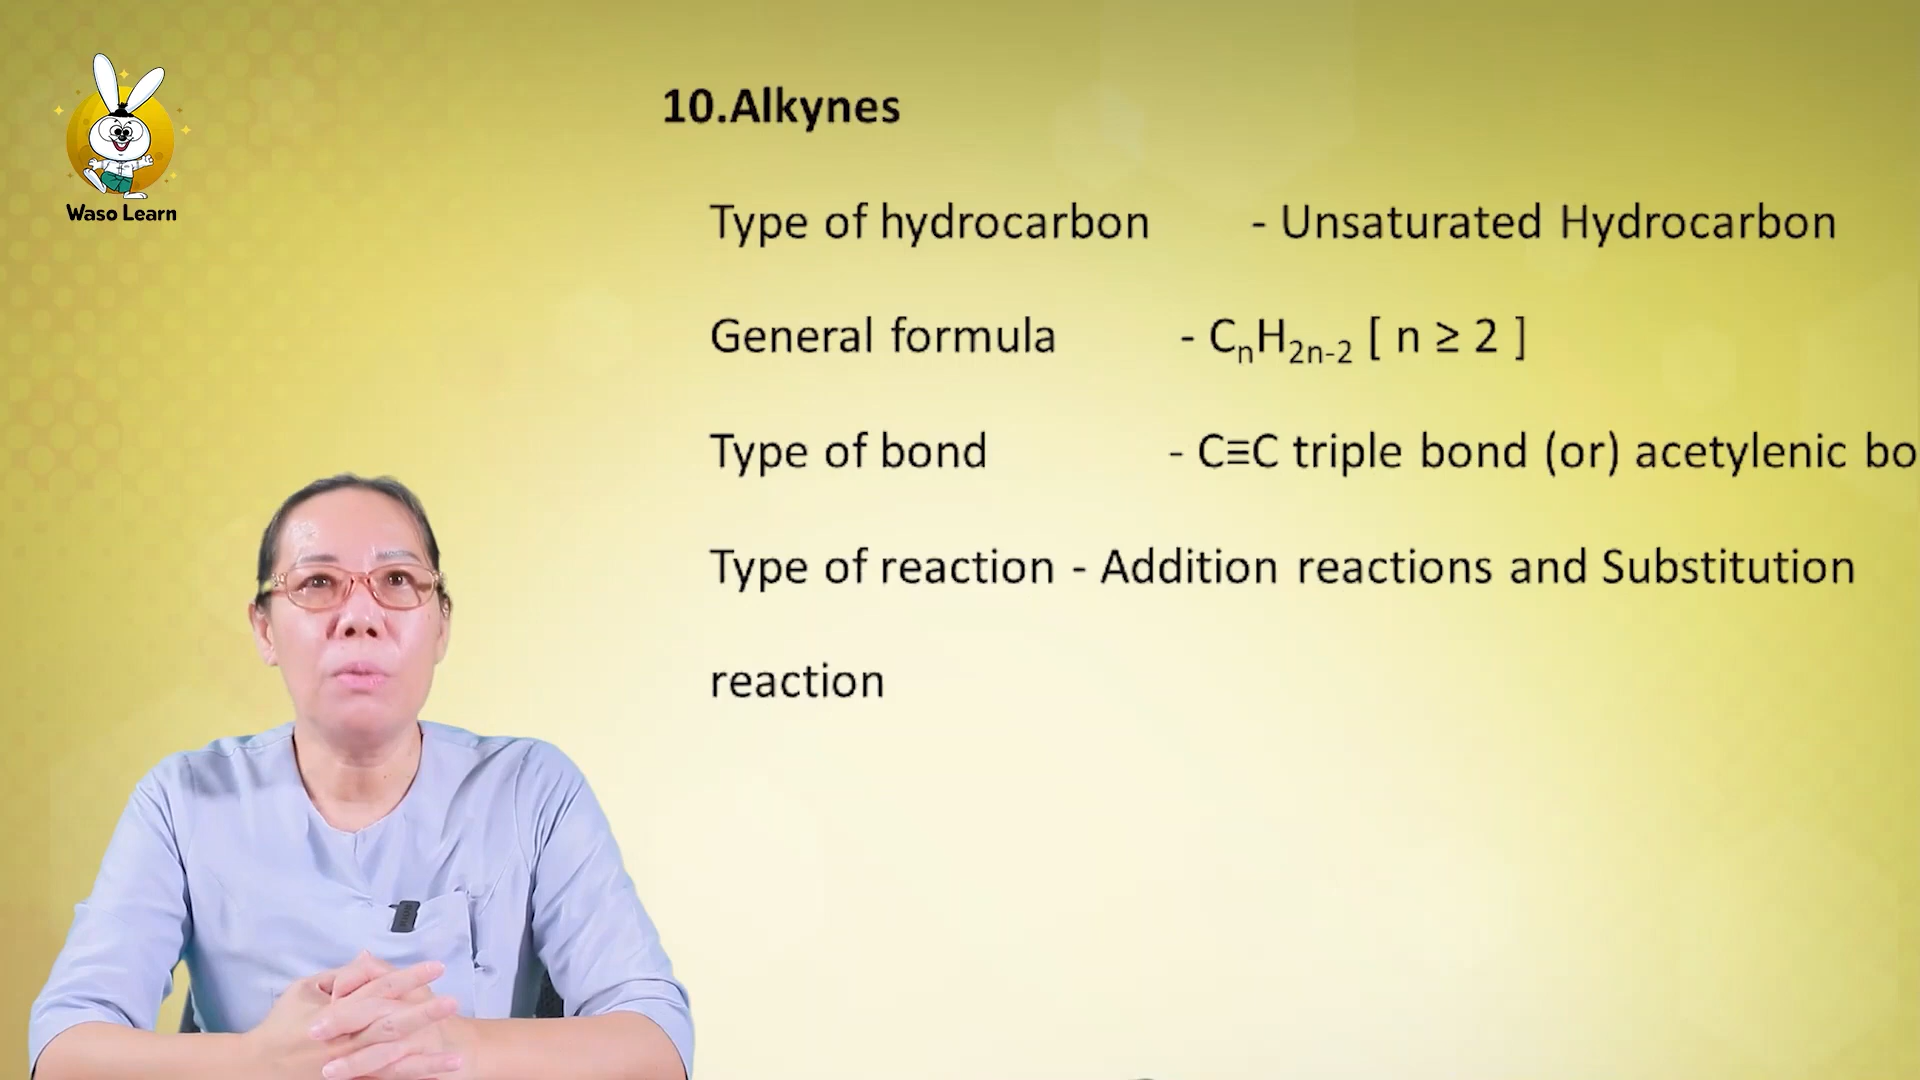 Waso Learn
10.Alkynes
Type of hydrocarbon - Unsaturated Hydrocarbon
General formula - CₙH₂ₙ₋₂ [ n ≥ 2 ]
Type of bond - C≡C triple bond (or) acetylenic bo
Type of reaction - Addition reactions and Substitution
reaction